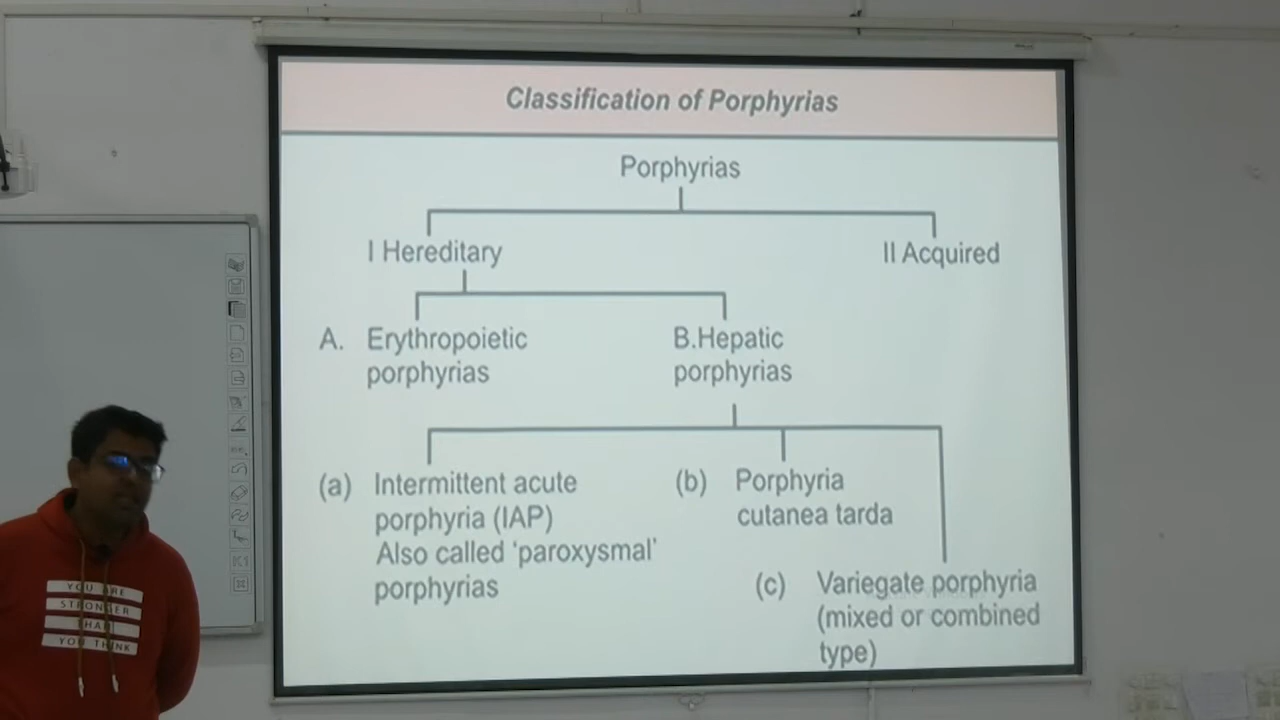 Classification of Porphyrias
Porphyrias
I Hereditary
II Acquired
A. Erythropoietic
porphyrias
B.Hepatic
porphyrias
(a) Intermittent acute
porphyria (IAP)
Also called ‘paroxysmal’
porphyrias
(b) Porphyria
cutanea tarda
(c) Variegate porphyria
(mixed or combined
type)
YOU ARE
STRONGER
THAN
YOU THINK